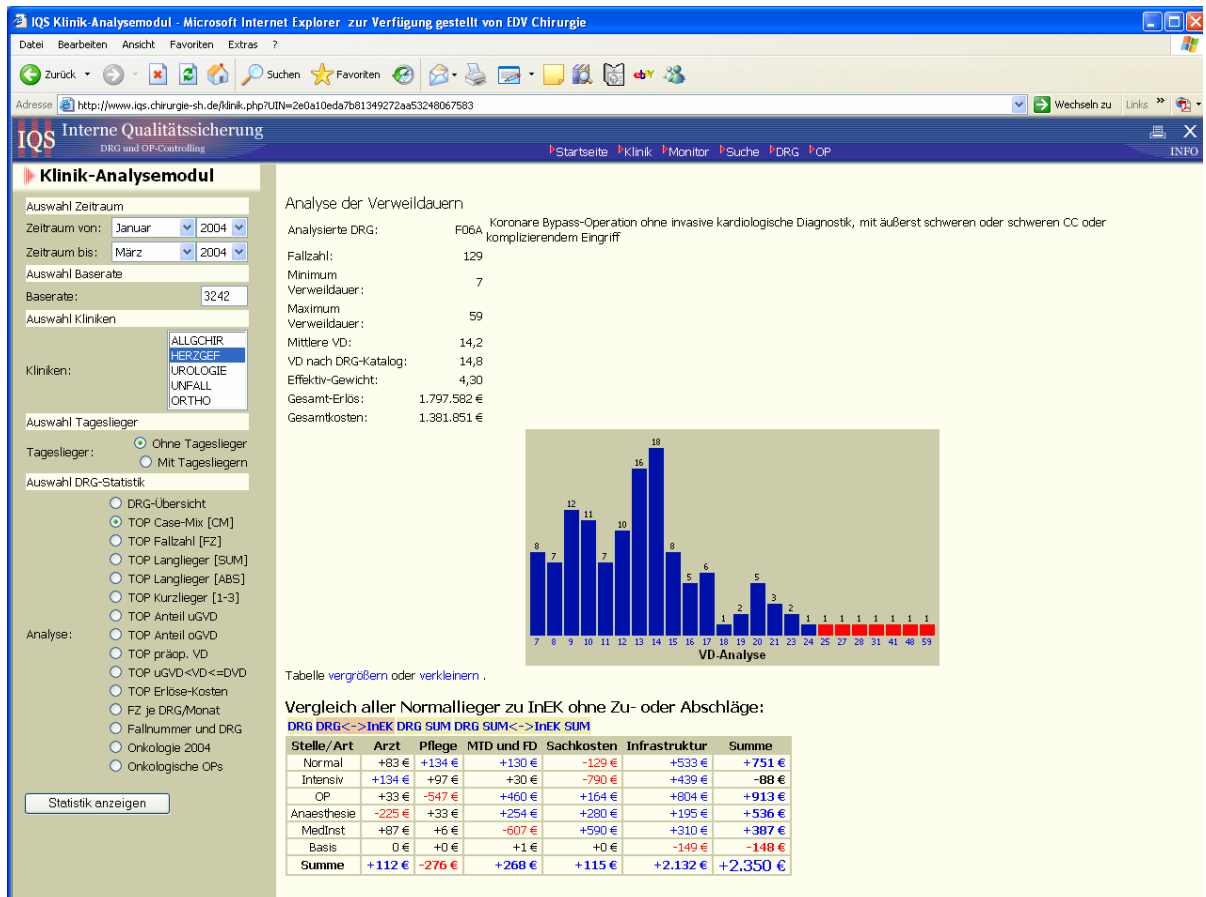 IQS Klinik-Analysemodul - Microsoft Internet Explorer zur Verfügung gestellt von EDV Chirurgie
Datei Bearbeiten Ansicht Favoriten Extras ?
Zurück Suchen Favoriten
Adresse http://www.iqs.chirurgie-sh.de/klinik.php?UIN=2e0a10eda7b81349272aa53248067583 Wechseln zu Links »
IQS Interne Qualitätssicherung
DRG und OP-Controlling
Startseite Klinik Monitor Suche DRG OP INFO
Klinik-Analysemodul
Auswahl Zeitraum
Zeitraum von: Januar 2004
Zeitraum bis: März 2004
Auswahl Baserate
Baserate: 3242
Auswahl Kliniken
Kliniken:
ALLGCHIR
HERZGEF
UROLOGIE
UNFALL
ORTHO
Auswahl Tageslieger
Tageslieger:
Ohne Tageslieger
Mit Tagesliegern
Auswahl DRG-Statistik
Analyse:
DRG-Übersicht
TOP Case-Mix [CM]
TOP Fallzahl [FZ]
TOP Langlieger [SUM]
TOP Langlieger [ABS]
TOP Kurzlieger [1-3]
TOP Anteil uGVD
TOP Anteil oGVD
TOP präop. VD
TOP uGVD<VD<=DVD
TOP Erlöse-Kosten
FZ je DRG/Monat
Fallnummer und DRG
Onkologie 2004
Onkologische OPs
Statistik anzeigen
Analyse der Verweildauern
Analysierte DRG: F06A Koronare Bypass-Operation ohne invasive kardiologische Diagnostik, mit äußerst schweren oder schweren CC oder
komplizierendem Eingriff
Fallzahl: 129
Minimum
Verweildauer: 7
Maximum
Verweildauer: 59
Mittlere VD: 14,2
VD nach DRG-Katalog: 14,8
Effektiv-Gewicht: 4,30
Gesamt-Erlös: 1.797.582 €
Gesamtkosten: 1.381.851 €
8 7 12 11 7 10 16 18 8 5 6 1 2 5 3 2 1 1 1 1 1 1 1 1
7 8 9 10 11 12 13 14 15 16 17 18 19 20 21 23 24 25 27 28 31 41 48 59
VD-Analyse
Tabelle vergrößern oder verkleinern .
Vergleich aller Normallieger zu InEK ohne Zu- oder Abschläge:
DRG DRG<->InEK DRG SUM DRG SUM<->InEK SUM
Stelle/Art Arzt Pflege MTD und FD Sachkosten Infrastruktur Summe
Normal +83 € +134 € +130 € -129 € +533 € +751 €
Intensiv +134 € +97 € +30 € -790 € +439 € -88 €
OP +33 € -547 € +460 € +164 € +804 € +913 €
Anaesthesie -225 € +33 € +254 € +280 € +195 € +536 €
MedInst +87 € +6 € -607 € +590 € +310 € +387 €
Basis 0 € +0 € +1 € +0 € -149 € -148 €
Summe +112 € -276 € +268 € +115 € +2.132 € +2.350 €